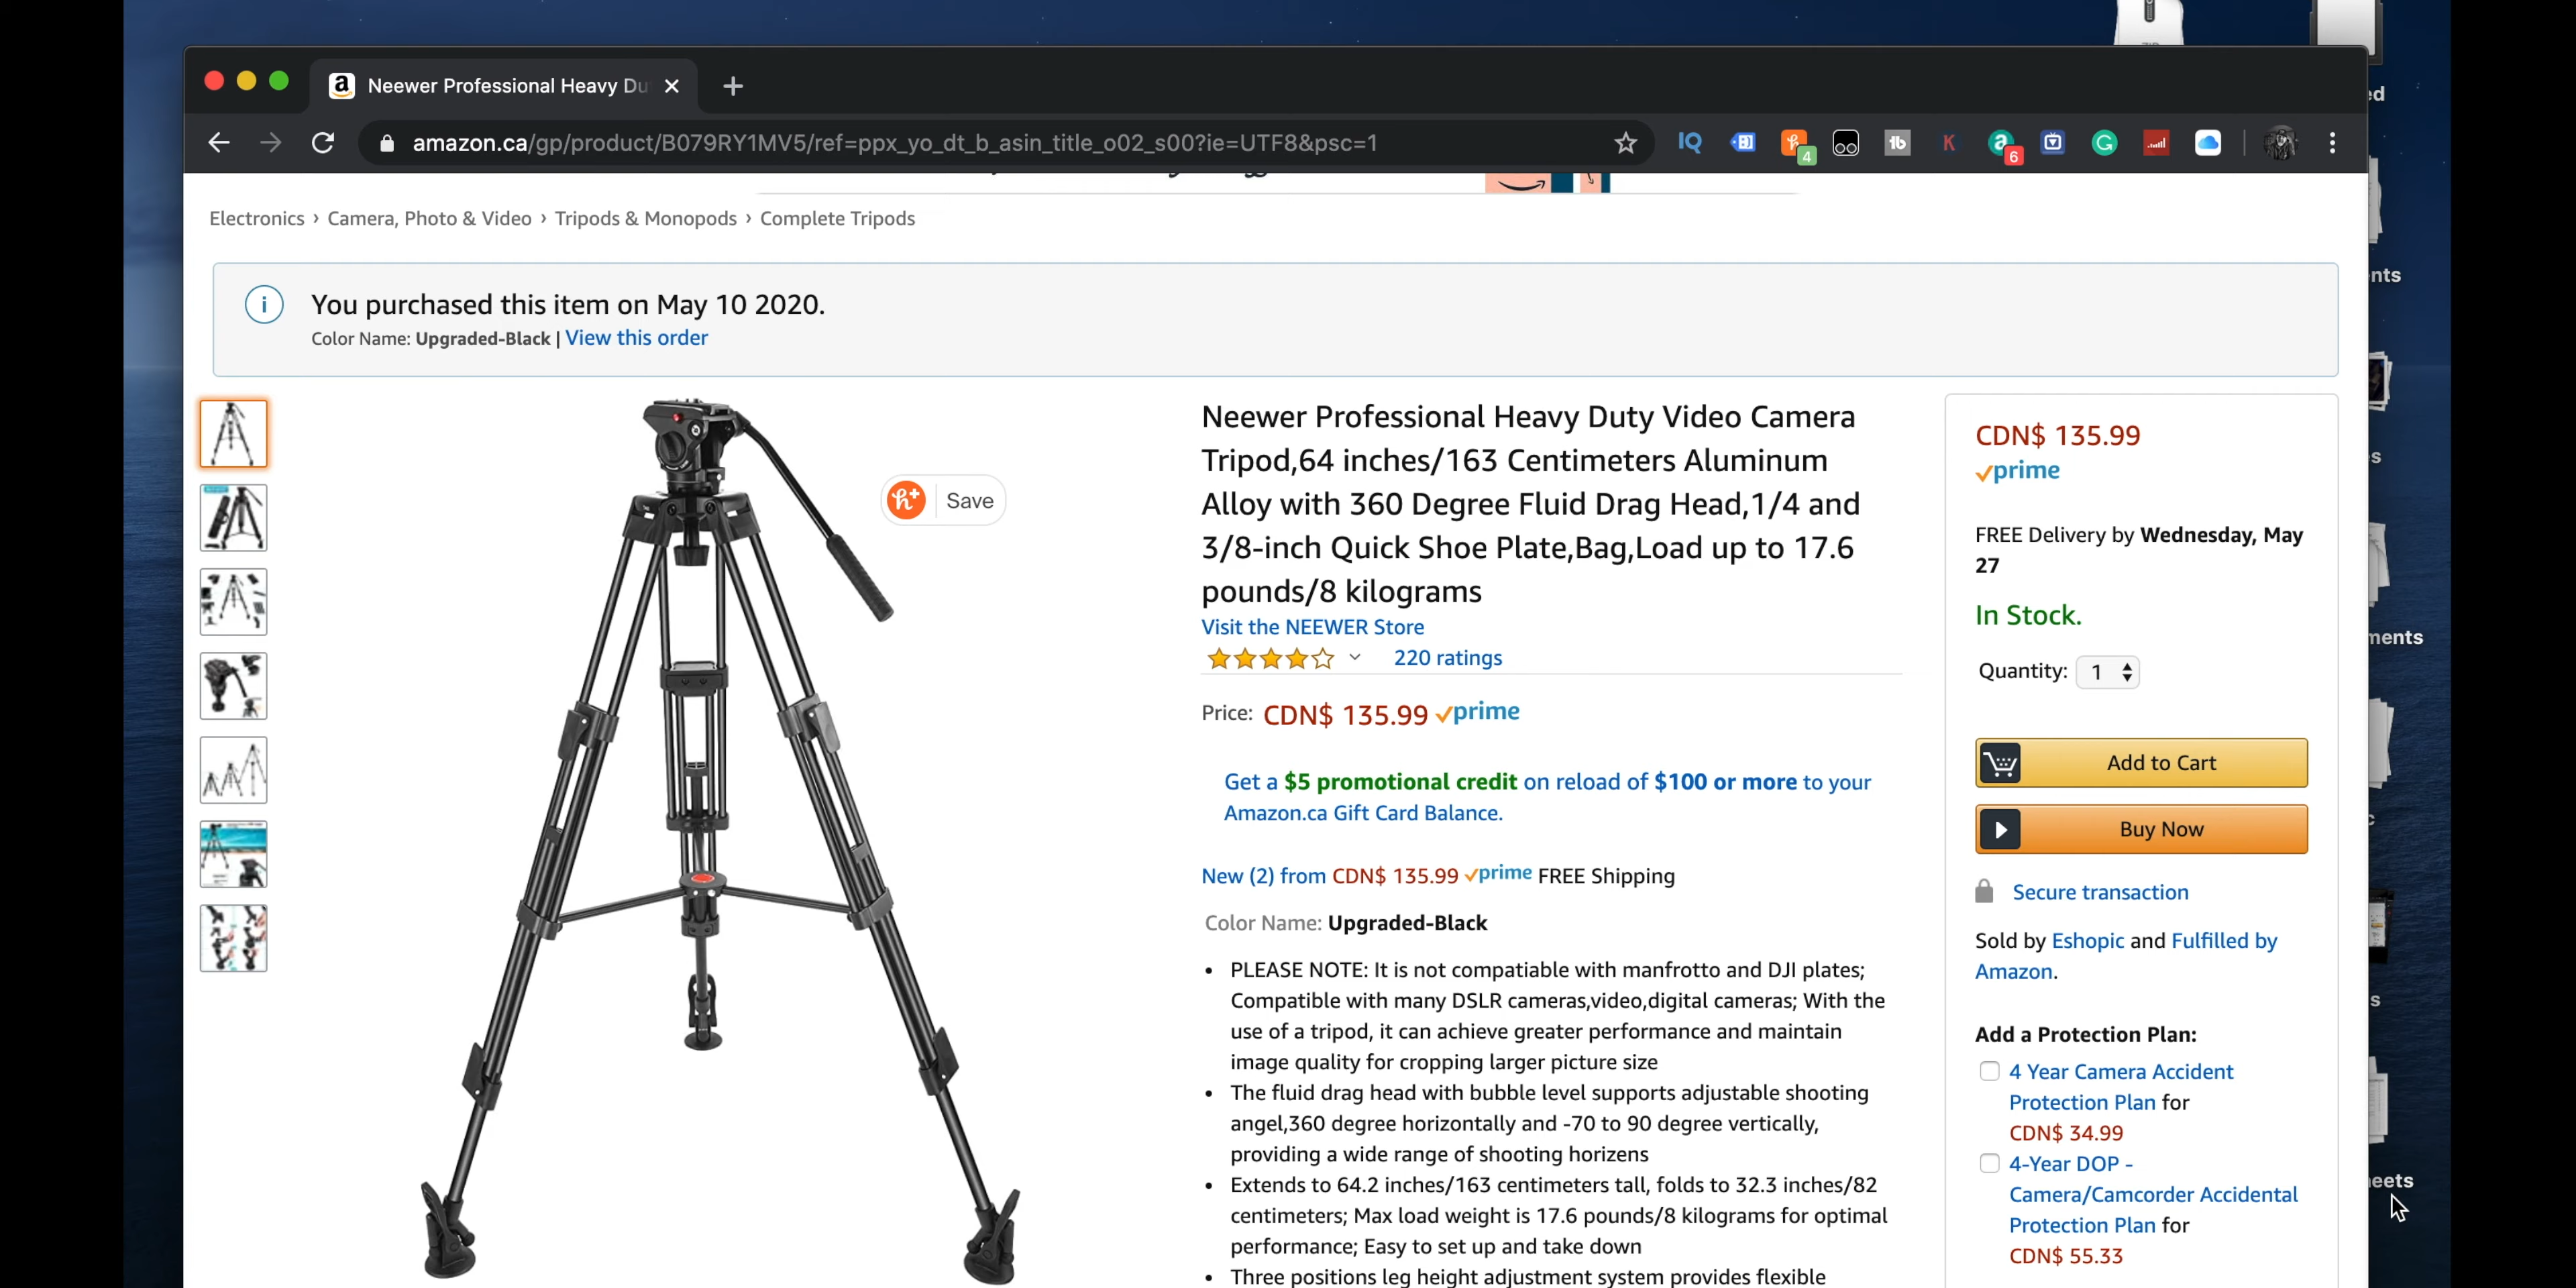 Neewer Professional Heavy Du
amazon.ca/gp/product/B079RY1MV5/ref=ppx_yo_dt_b_asin_title_o02_s00?ie=UTF8&psc=1
IQ
4
tb
K
a
6
G
Electronics › Camera, Photo & Video › Tripods & Monopods › Complete Tripods
You purchased this item on May 10 2020.
Color Name: Upgraded-Black | View this order
Save
Neewer Professional Heavy Duty Video Camera
Tripod,64 inches/163 Centimeters Aluminum
Alloy with 360 Degree Fluid Drag Head,1/4 and
3/8-inch Quick Shoe Plate,Bag,Load up to 17.6
pounds/8 kilograms
Visit the NEEWER Store
220 ratings
Price: CDN$ 135.99 prime
Get a $5 promotional credit on reload of $100 or more to your
Amazon.ca Gift Card Balance.
New (2) from CDN$ 135.99 prime FREE Shipping
Color Name: Upgraded-Black
• PLEASE NOTE: It is not compatiable with manfrotto and DJI plates;
Compatible with many DSLR cameras,video,digital cameras; With the
use of a tripod, it can achieve greater performance and maintain
image quality for cropping larger picture size
• The fluid drag head with bubble level supports adjustable shooting
angel,360 degree horizontally and -70 to 90 degree vertically,
providing a wide range of shooting horizens
• Extends to 64.2 inches/163 centimeters tall, folds to 32.3 inches/82
centimeters; Max load weight is 17.6 pounds/8 kilograms for optimal
performance; Easy to set up and take down
• Three positions leg height adjustment system provides flexible
CDN$ 135.99
prime
FREE Delivery by Wednesday, May
27
In Stock.
Quantity: 1
Add to Cart
Buy Now
Secure transaction
Sold by Eshopic and Fulfilled by
Amazon.
Add a Protection Plan:
4 Year Camera Accident
Protection Plan for
CDN$ 34.99
4-Year DOP -
Camera/Camcorder Accidental
Protection Plan for
CDN$ 55.33